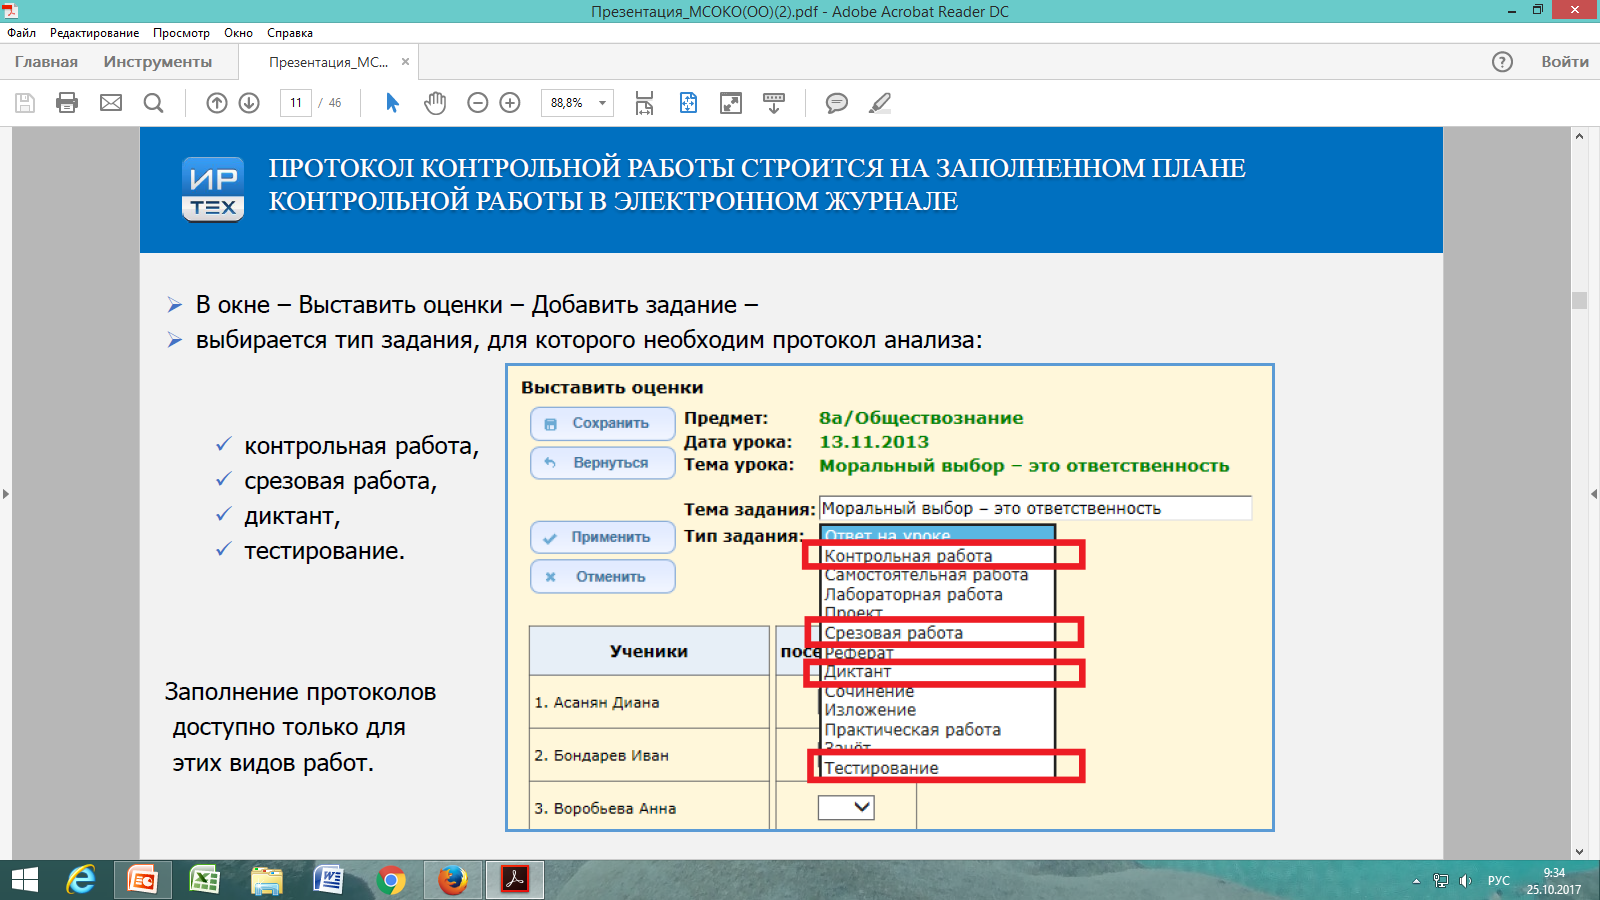 Презентация_МСОКО(ОО)(2).pdf - Adobe Acrobat Reader DC
Файл Редактирование Просмотр Окно Справка
Главная Инструменты Презентация_МС... × ? Войти
11 / 46 88,8%
ИР
ТЕХ
ПРОТОКОЛ КОНТРОЛЬНОЙ РАБОТЫ СТРОИТСЯ НА ЗАПОЛНЕННОМ ПЛАНЕ
КОНТРОЛЬНОЙ РАБОТЫ В ЭЛЕКТРОННОМ ЖУРНАЛЕ
В окне – Выставить оценки – Добавить задание –
выбирается тип задания, для которого необходим протокол анализа:
контрольная работа,
срезовая работа,
диктант,
тестирование.
Заполнение протоколов
доступно только для
этих видов работ.
Выставить оценки
Сохранить Предмет: 8а/Обществознание
Дата урока: 13.11.2013
Вернуться Тема урока: Моральный выбор – это ответственность
Тема задания: Моральный выбор – это ответственность
Применить Тип задания: Ответ на уроке
Контрольная работа
Отменить Самостоятельная работа
Лабораторная работа
Проект
Срезовая работа
Ученики посе Реферат
Диктант
Сочинение
1. Асанян Диана Изложение
Практическая работа
Зачёт
2. Бондарев Иван Тестирование
3. Воробьева Анна
РУС 9:34
25.10.2017